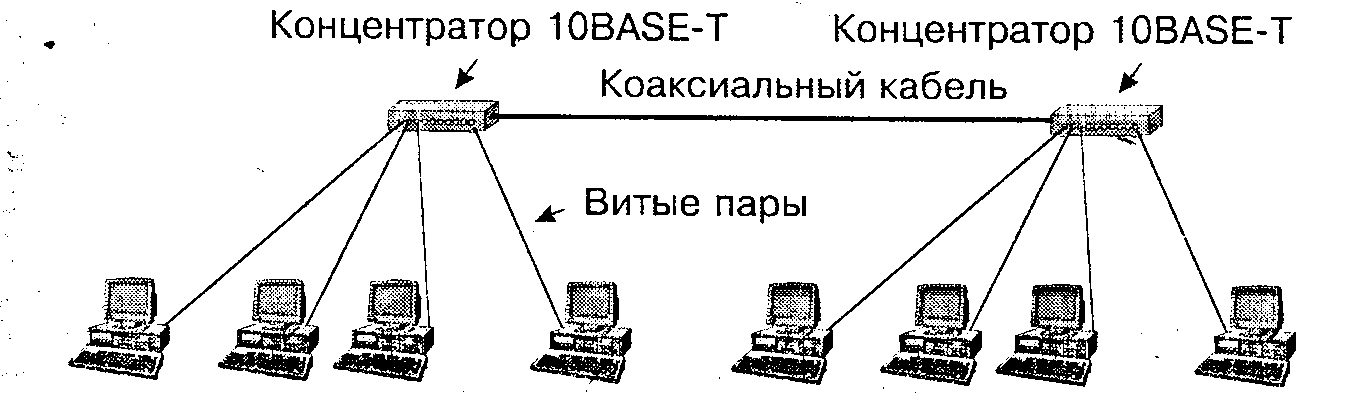 Концентратор 10BASE-T
Концентратор 10BASE-T
Коаксиальный кабель
Витые пары